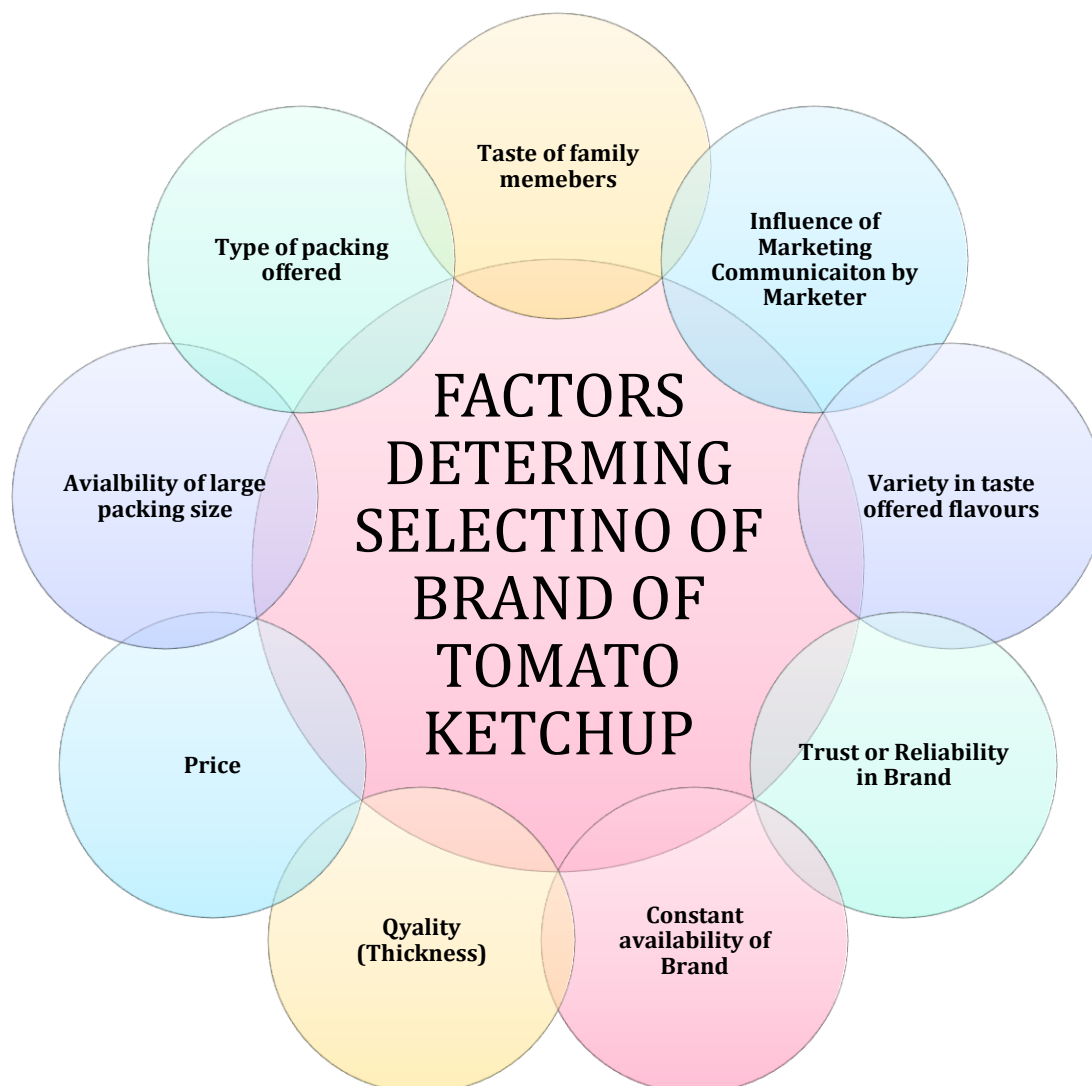 Taste of family
memebers
Influence of
Marketing
Communicaiton by
Marketer
Variety in taste
offered flavours
Trust or Reliability
in Brand
Constant
availability of
Brand
Qyality
(Thickness)
Price
Avialbility of large
packing size
Type of packing
offered
FACTORS
DETERMING
SELECTINO OF
BRAND OF
TOMATO
KETCHUP